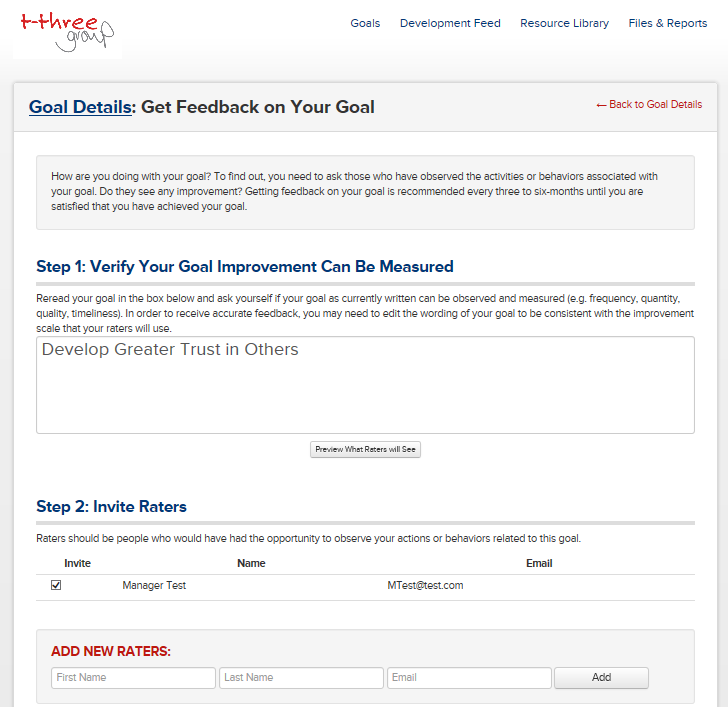 t-three
group
Goals Development Feed Resource Library Files & Reports
Goal Details: Get Feedback on Your Goal
← Back to Goal Details
How are you doing with your goal? To find out, you need to ask those who have observed the activities or behaviors associated with
your goal. Do they see any improvement? Getting feedback on your goal is recommended every three to six-months until you are
satisfied that you have achieved your goal.
Step 1: Verify Your Goal Improvement Can Be Measured
Reread your goal in the box below and ask yourself if your goal as currently written can be observed and measured (e.g. frequency, quantity,
quality, timeliness). In order to receive accurate feedback, you may need to edit the wording of your goal to be consistent with the improvement
scale that your raters will use.
Develop Greater Trust in Others
Preview What Raters will See
Step 2: Invite Raters
Raters should be people who would have had the opportunity to observe your actions or behaviors related to this goal.
Invite Name Email
Manager Test MTest@test.com
ADD NEW RATERS:
First Name Last Name Email Add